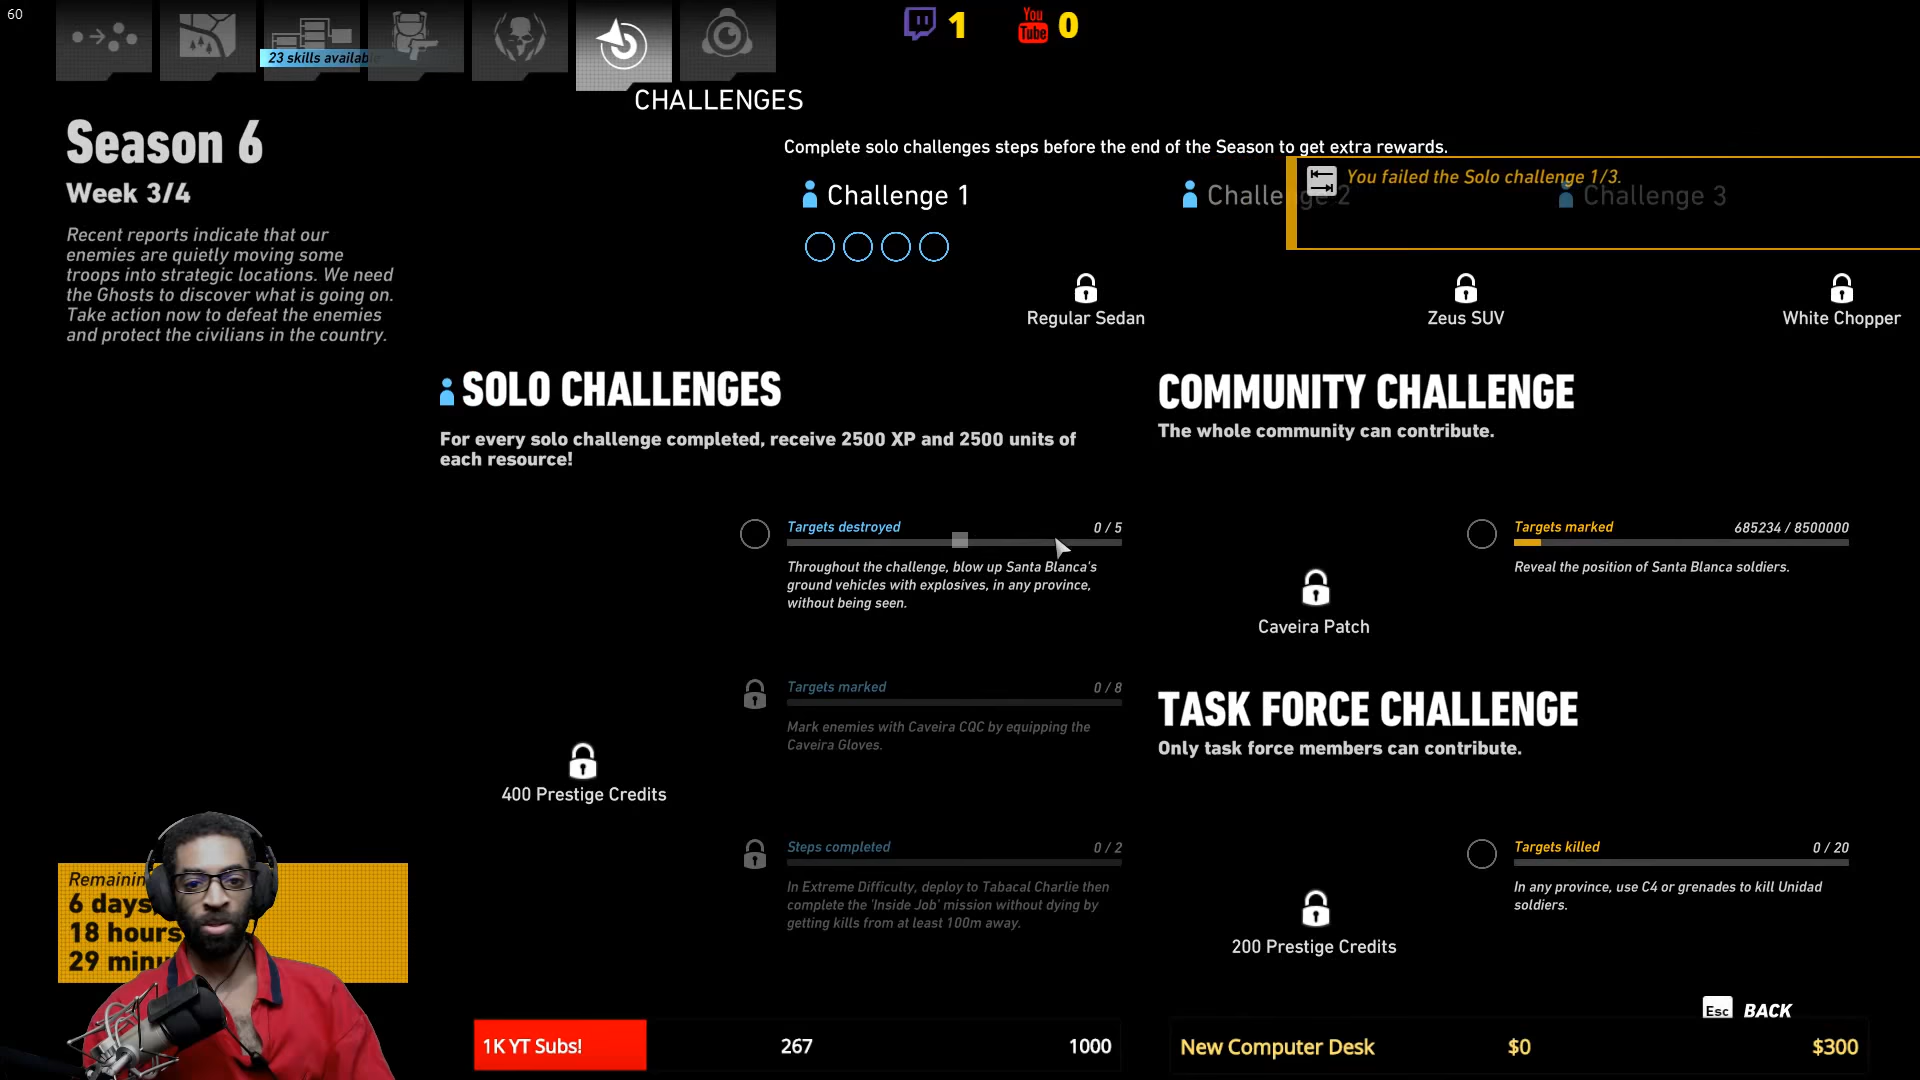 60
1
You Tube
0
23 skills availab
CHALLENGES
Season 6
Week 3/4
Recent reports indicate that our
enemies are quietly moving some
troops into strategic locations. We need
the Ghosts to discover what is going on.
Take action now to defeat the enemies
and protect the civilians in the country.
Complete solo challenges steps before the end of the Season to get extra rewards.
You failed the Solo challenge 1/3.
Challenge 1
Challenge 2
Challenge 3
Regular Sedan
Zeus SUV
White Chopper
SOLO CHALLENGES
For every solo challenge completed, receive 2500 XP and 2500 units of
each resource!
Targets destroyed 0 / 5
Throughout the challenge, blow up Santa Blanca's
ground vehicles with explosives, in any province,
without being seen.
Targets marked 0 / 8
Mark enemies with Caveira CQC by equipping the
Caveira Gloves.
400 Prestige Credits
Steps completed 0 / 2
In Extreme Difficulty, deploy to Tabacal Charlie then
complete the 'Inside Job' mission without dying by
getting kills from at least 100m away.
COMMUNITY CHALLENGE
The whole community can contribute.
Targets marked 685234 / 8500000
Reveal the position of Santa Blanca soldiers.
Caveira Patch
TASK FORCE CHALLENGE
Only task force members can contribute.
Targets killed 0 / 20
In any province, use C4 or grenades to kill Unidad
soldiers.
200 Prestige Credits
Remainin
6 days
18 hours
29 minu
Esc BACK
1K YT Subs! 267 1000
New Computer Desk $0 $300